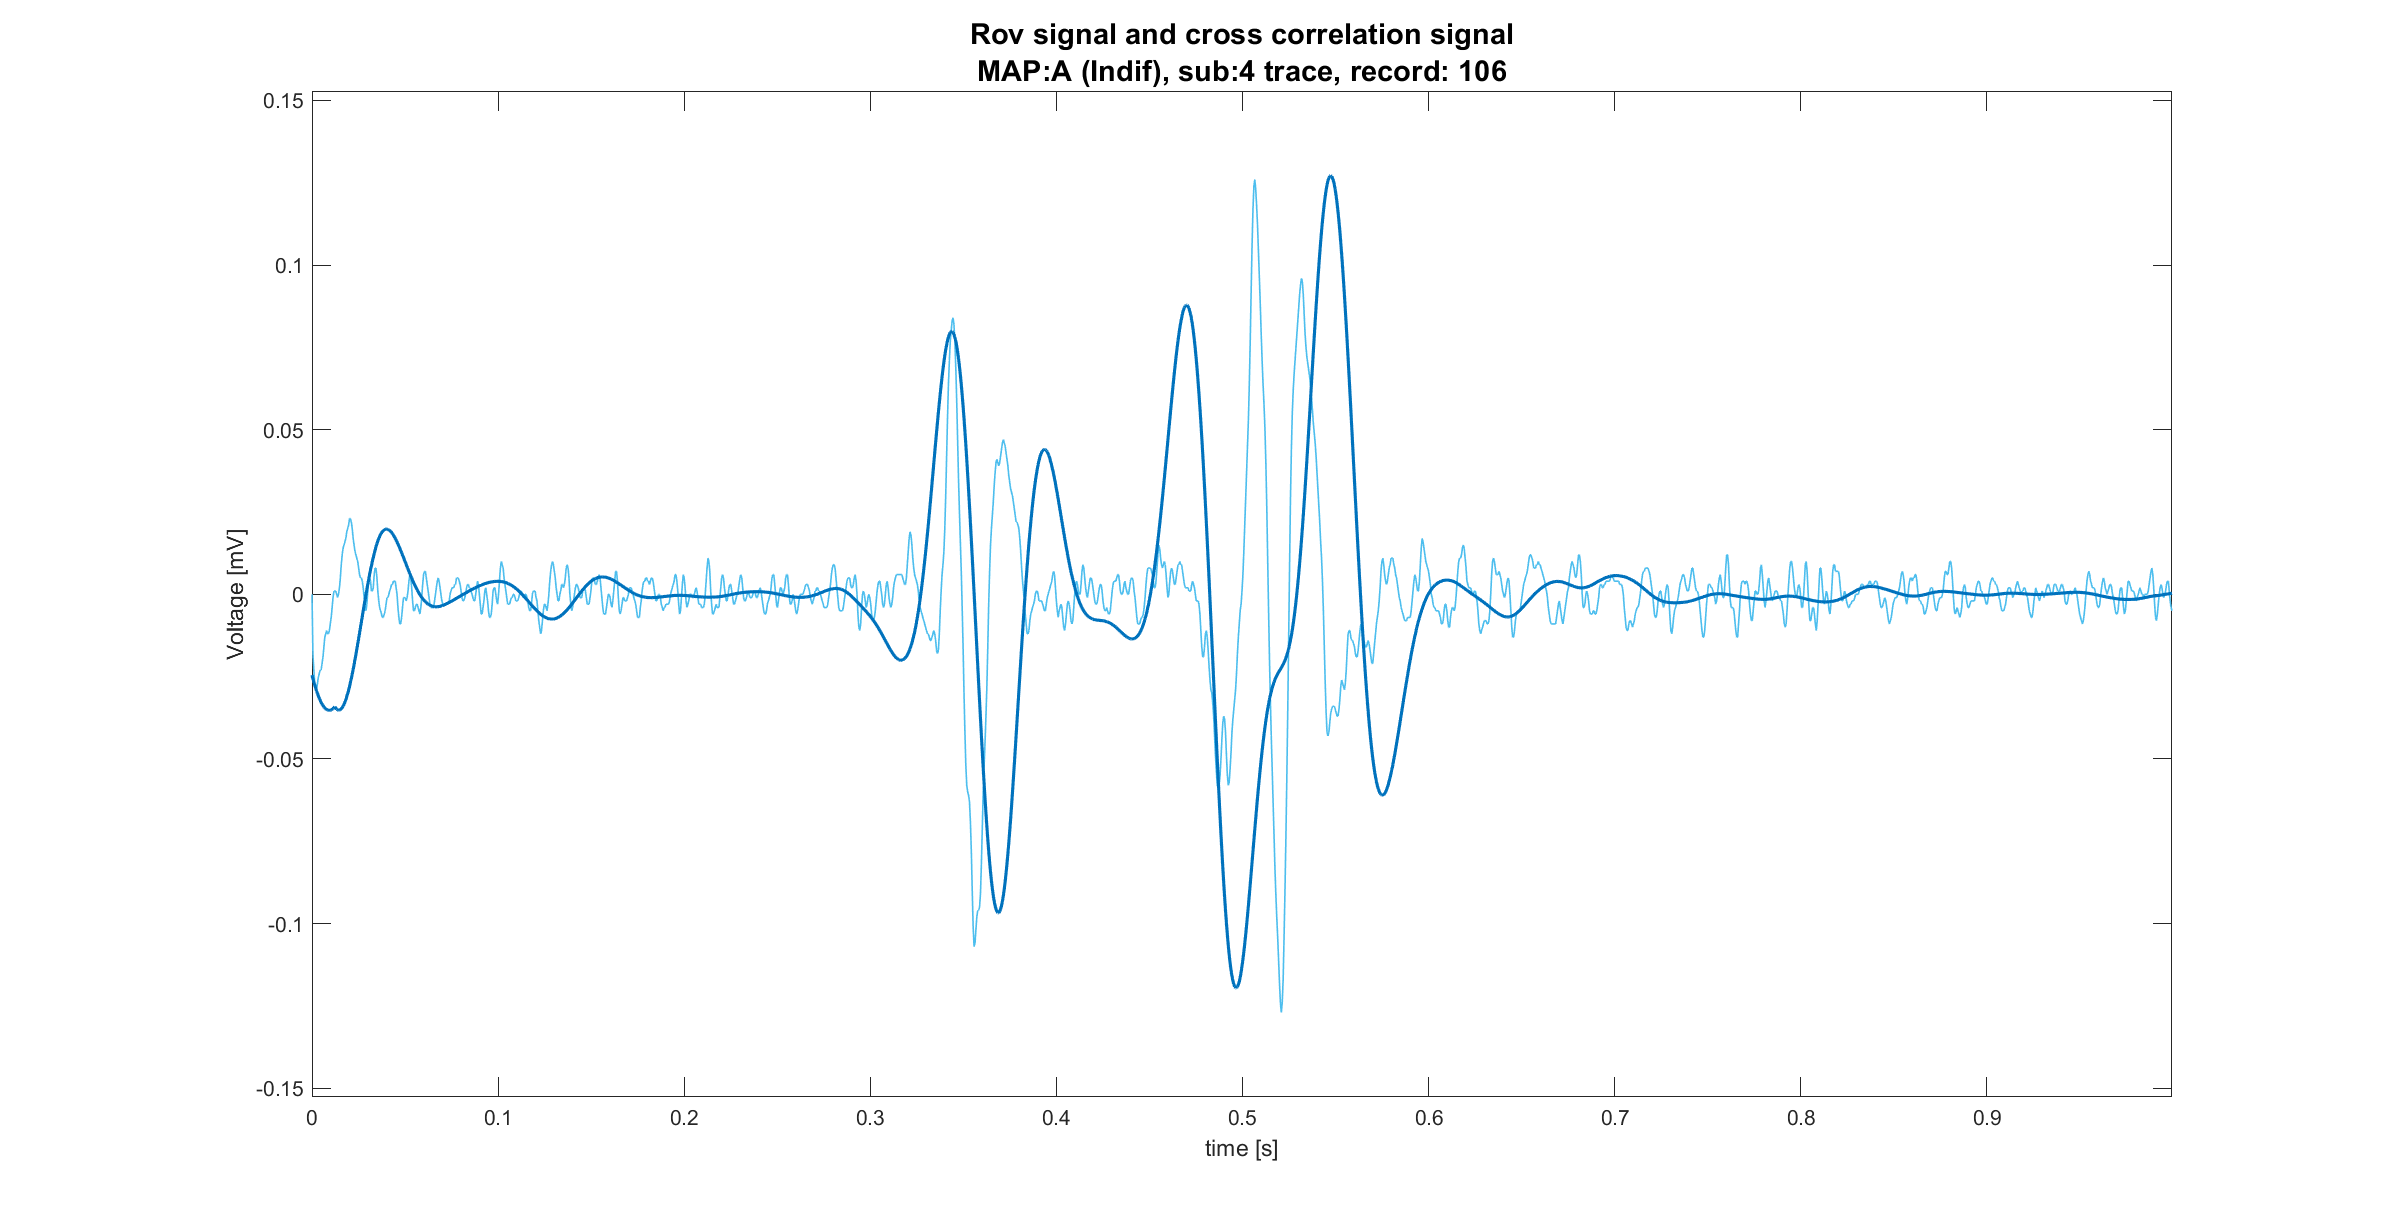 Rov signal and cross correlation signal
MAP:A (Indif), sub:4 trace, record: 106
Voltage [mV]
0.15
0.1
0.05
0
-0.05
-0.1
-0.15
0 0.1 0.2 0.3 0.4 0.5 0.6 0.7 0.8 0.9
time [s]